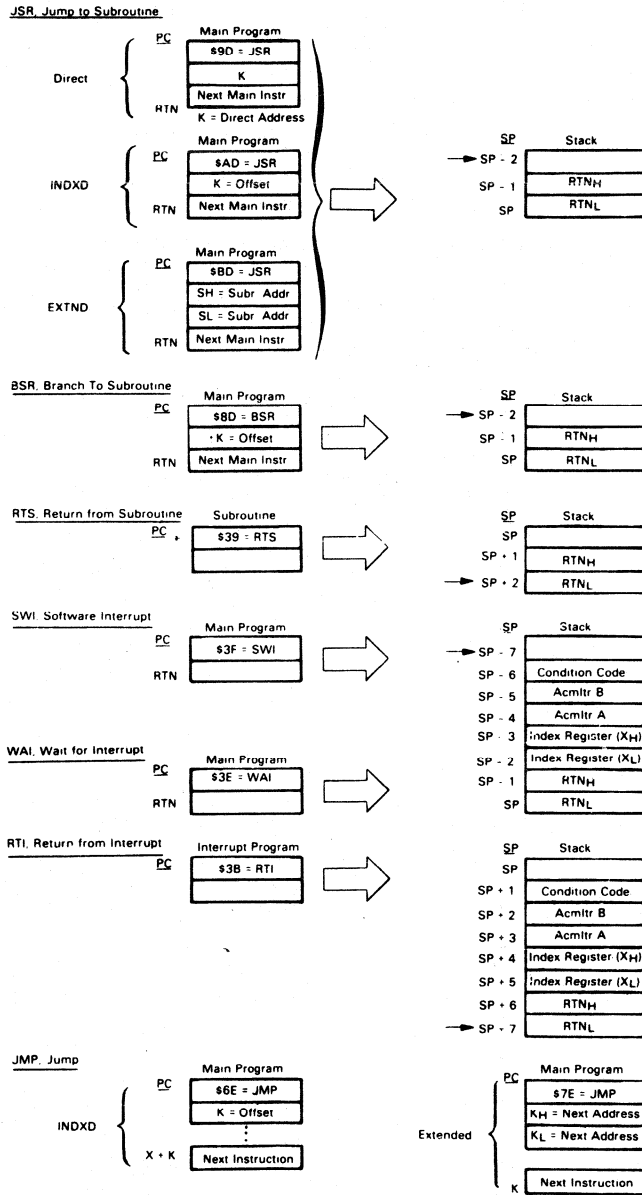 JSR, Jump to Subroutine
PC
Main Program
$9D = JSR
Direct
K
RTN
Next Main Instr
K = Direct Address
Main Program
PC
$AD = JSR
INDXD
K = Offset
RTN
Next Main Instr
Main Program
PC
$BD = JSR
EXTND
SH = Subr Addr
SL = Subr Addr
RTN
Next Main Instr
SP
Stack
SP - 2
SP - 1
RTNH
SP
RTNL
BSR, Branch To Subroutine
PC
Main Program
$8D = BSR
K = Offset
RTN
Next Main Instr
SP
Stack
SP - 2
SP - 1
RTNH
SP
RTNL
RTS, Return from Subroutine
PC
Subroutine
$39 = RTS
SP
Stack
SP
SP + 1
RTNH
SP + 2
RTNL
SWI, Software Interrupt
PC
Main Program
$3F = SWI
RTN
WAI, Wait for Interrupt
PC
Main Program
$3E = WAI
RTN
SP
Stack
SP - 7
SP - 6
Condition Code
SP - 5
Acmltr B
SP - 4
Acmltr A
SP - 3
Index Register (XH)
SP - 2
Index Register (XL)
SP - 1
RTNH
SP
RTNL
RTI, Return from Interrupt
PC
Interrupt Program
$3B = RTI
SP
Stack
SP
SP + 1
Condition Code
SP + 2
Acmltr B
SP + 3
Acmltr A
SP + 4
Index Register (XH)
SP + 5
Index Register (XL)
SP + 6
RTNH
SP + 7
RTNL
JMP, Jump
PC
Main Program
$6E = JMP
INDXD
K = Offset
X + K
Next Instruction
PC
Main Program
$7E = JMP
Extended
KH = Next Address
KL = Next Address
K
Next Instruction